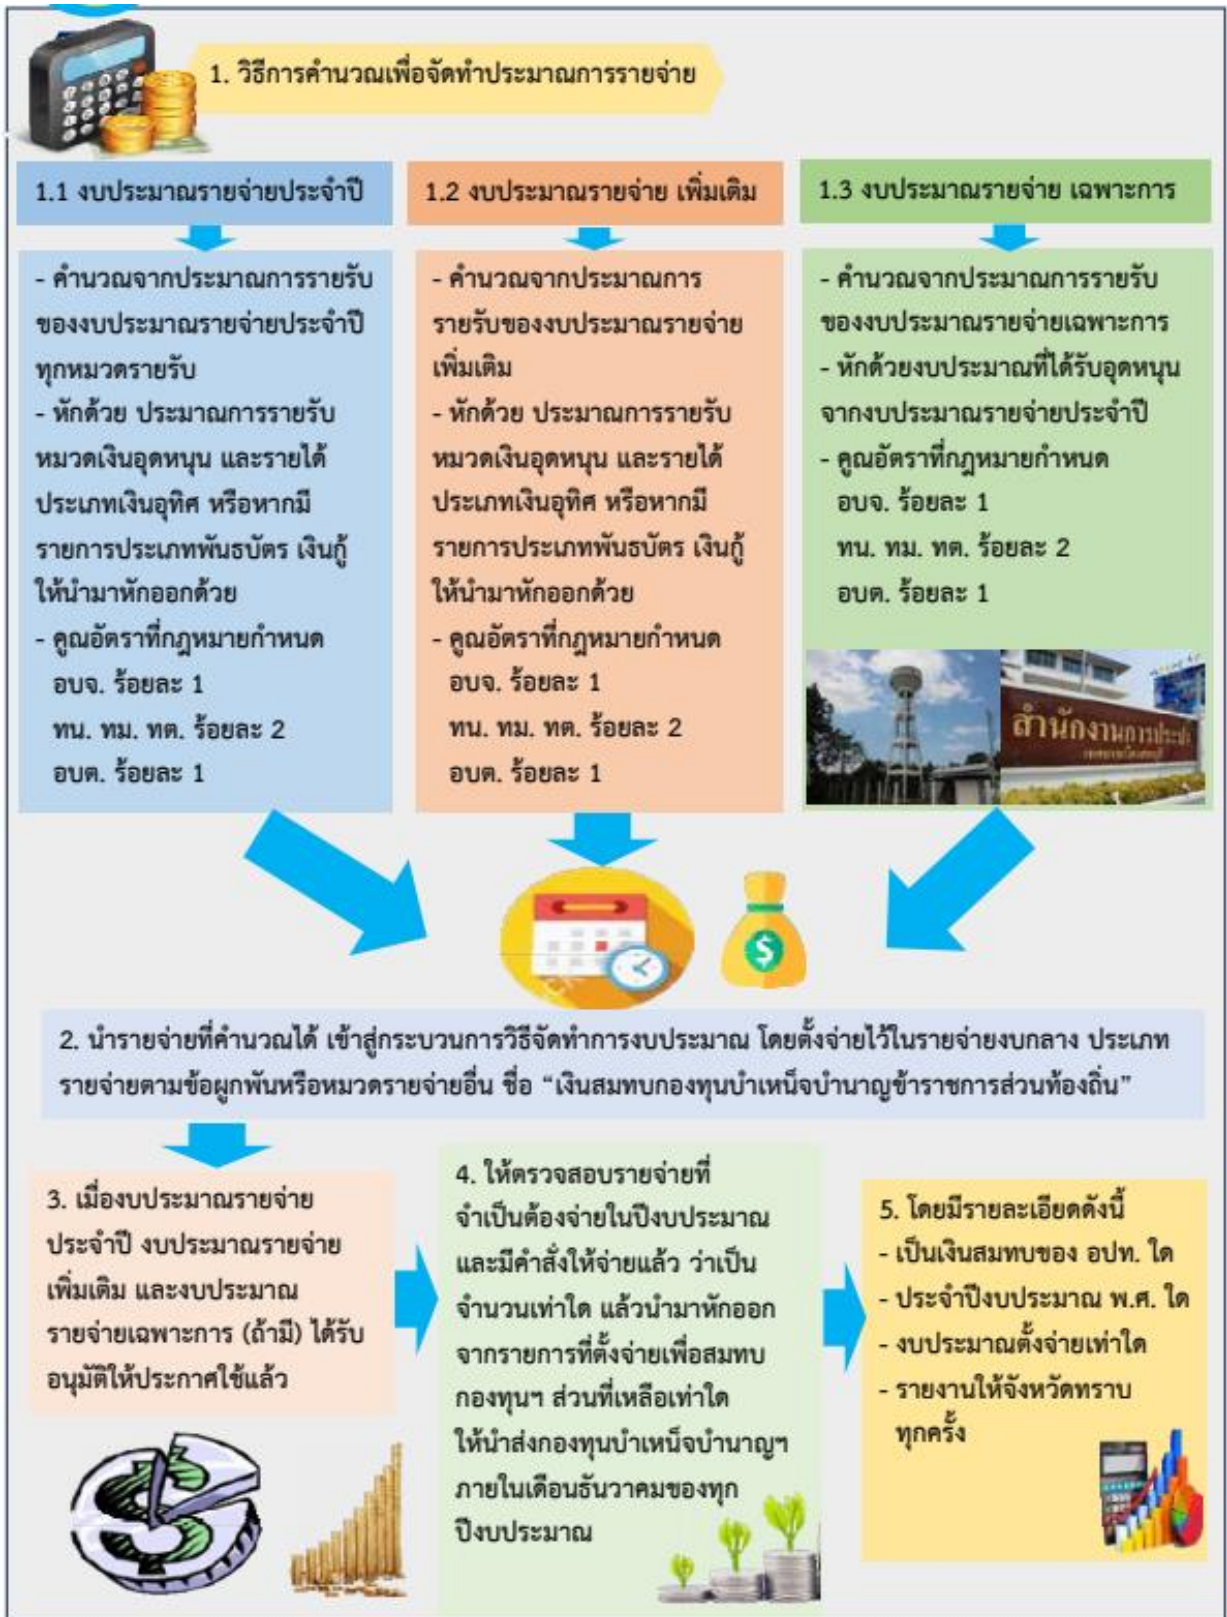 1. วิธีการคำนวณเพื่อจัดทำประมาณการรายจ่าย
1.1 งบประมาณรายจ่ายประจำปี
- คำนวณจากประมาณการรายรับ
ของงบประมาณรายจ่ายประจำปี
ทุกหมวดรายรับ
- หักด้วย ประมาณการรายรับ
หมวดเงินอุดหนุน และรายได้
ประเภทเงินอุทิศ หรือหากมี
รายการประเภทพันธบัตร เงินกู้
ให้นำมาหักออกด้วย
- คูณอัตราที่กฎหมายกำหนด
อบจ. ร้อยละ 1
ทน. ทม. ทต. ร้อยละ 2
อบต. ร้อยละ 1
1.2 งบประมาณรายจ่าย เพิ่มเติม
- คำนวณจากประมาณการ
รายรับของงบประมาณรายจ่าย
เพิ่มเติม
- หักด้วย ประมาณการรายรับ
หมวดเงินอุดหนุน และรายได้
ประเภทเงินอุทิศ หรือหากมี
รายการประเภทพันธบัตร เงินกู้
ให้นำมาหักออกด้วย
- คูณอัตราที่กฎหมายกำหนด
อบจ. ร้อยละ 1
ทน. ทม. ทต. ร้อยละ 2
อบต. ร้อยละ 1
1.3 งบประมาณรายจ่าย เฉพาะการ
- คำนวณจากประมาณการรายรับ
ของงบประมาณรายจ่ายเฉพาะการ
- หักด้วยงบประมาณที่ได้รับอุดหนุน
จากงบประมาณรายจ่ายประจำปี
- คูณอัตราที่กฎหมายกำหนด
อบจ. ร้อยละ 1
ทน. ทม. ทต. ร้อยละ 2
อบต. ร้อยละ 1
สำนักงานการประปา
2. นำรายจ่ายที่คำนวณได้ เข้าสู่กระบวนการวิธีจัดทำการงบประมาณ โดยตั้งจ่ายไว้ในรายจ่ายงบกลาง ประเภท
รายจ่ายตามข้อผูกพันหรือหมวดรายจ่ายอื่น ชื่อ “เงินสมทบกองทุนบำเหน็จบำนาญข้าราชการส่วนท้องถิ่น”
3. เมื่องบประมาณรายจ่าย
ประจำปี งบประมาณรายจ่าย
เพิ่มเติม และงบประมาณ
รายจ่ายเฉพาะการ (ถ้ามี) ได้รับ
อนุมัติให้ประกาศใช้แล้ว
4. ให้ตรวจสอบรายจ่ายที่
จำเป็นต้องจ่ายในปีงบประมาณ
และมีคำสั่งให้จ่ายแล้ว ว่าเป็น
จำนวนเท่าใด แล้วนำมาหักออก
จากรายการที่ตั้งจ่ายเพื่อสมทบ
กองทุนฯ ส่วนที่เหลือเท่าใด
ให้นำส่งกองทุนบำเหน็จบำนาญฯ
ภายในเดือนธันวาคมของทุก
ปีงบประมาณ
5. โดยมีรายละเอียดดังนี้
- เป็นเงินสมทบของ อปท. ใด
- ประจำปีงบประมาณ พ.ศ. ใด
- งบประมาณตั้งจ่ายเท่าใด
- รายงานให้จังหวัดทราบ
ทุกครั้ง